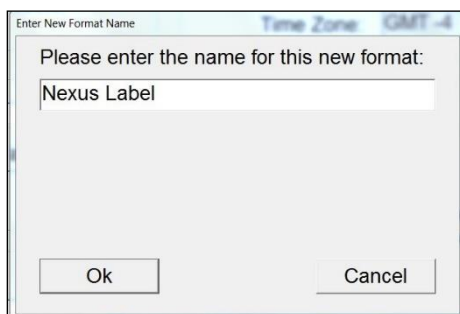 Enter New Format Name
Time Zone: GMT -4
Please enter the name for this new format:
Nexus Label
Ok
Cancel